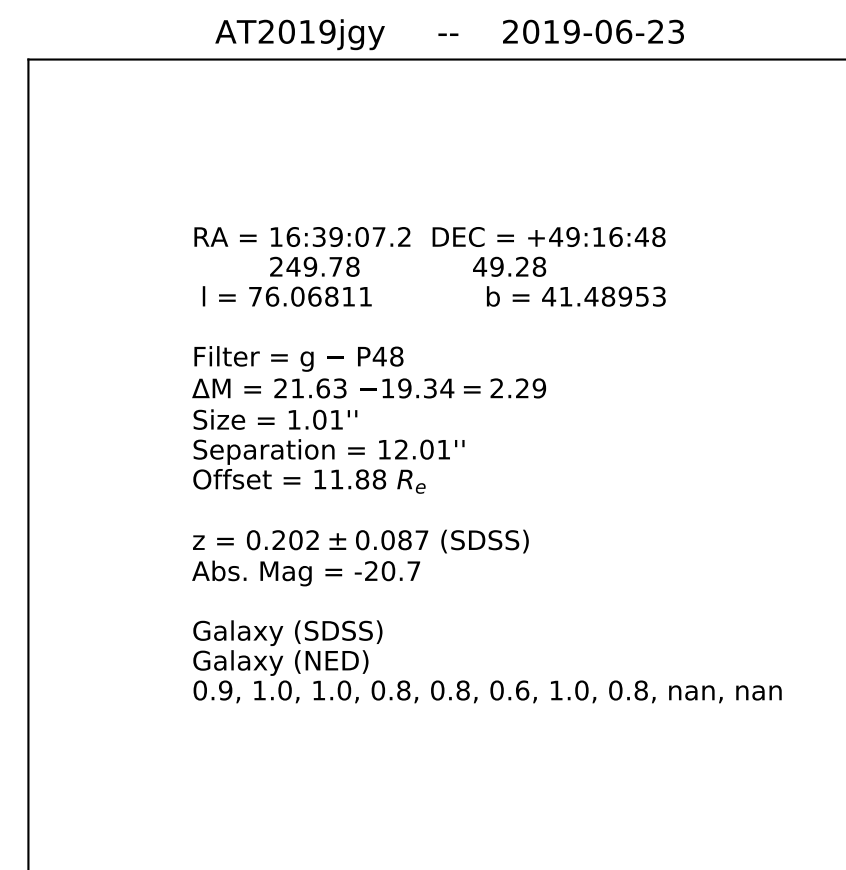 AT2019jgy -- 2019-06-23
RA = 16:39:07.2 DEC = +49:16:48
249.78 49.28
l = 76.06811 b = 41.48953
Filter = g − P48
ΔM = 21.63 −19.34 = 2.29
Size = 1.01''
Separation = 12.01''
Offset = 11.88 Rₑ
z = 0.202 ± 0.087 (SDSS)
Abs. Mag = -20.7
Galaxy (SDSS)
Galaxy (NED)
0.9, 1.0, 1.0, 0.8, 0.8, 0.6, 1.0, 0.8, nan, nan